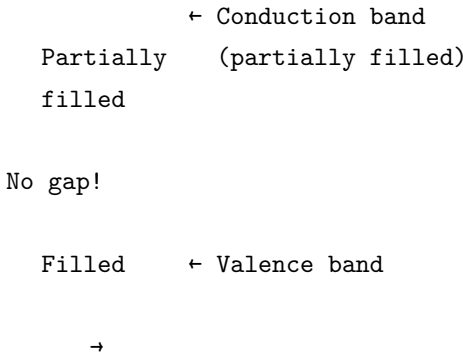 ← Conduction band
Partially (partially filled)
filled
No gap!
Filled ← Valence band
→